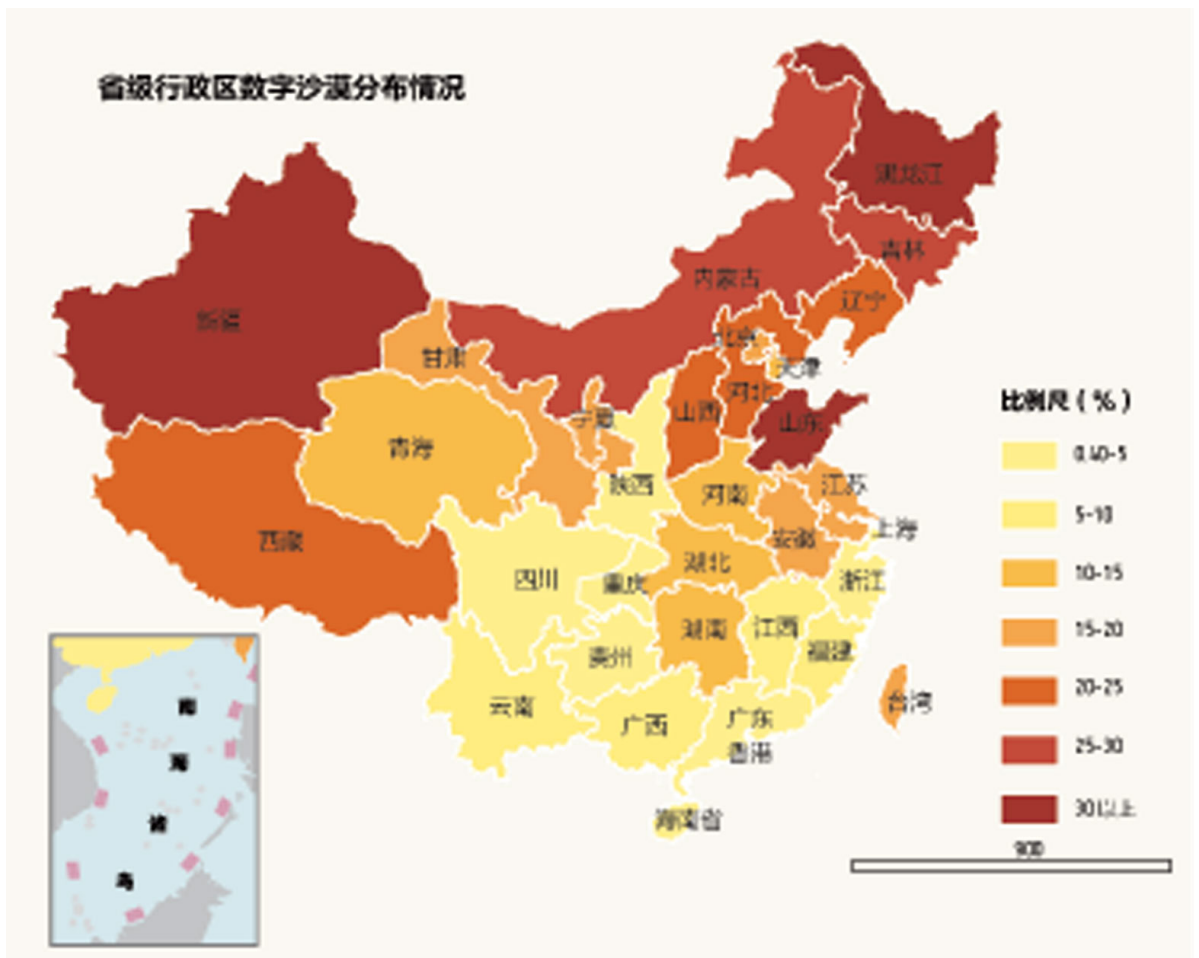 省级行政区数字沙漠分布情况
黑龙江
吉林
内蒙古
辽宁
新疆
北京
甘肃
天津
河北
山西
宁夏
山东
青海
陕西
河南
江苏
上海
西藏
安徽
湖北
四川
重庆
浙江
湖南
江西
贵州
福建
云南
广西
广东
台湾
香港
海南省
比例尺（%）
5-10
10-15
15-20
20-25
25-30
30以上
900
南
海
诸